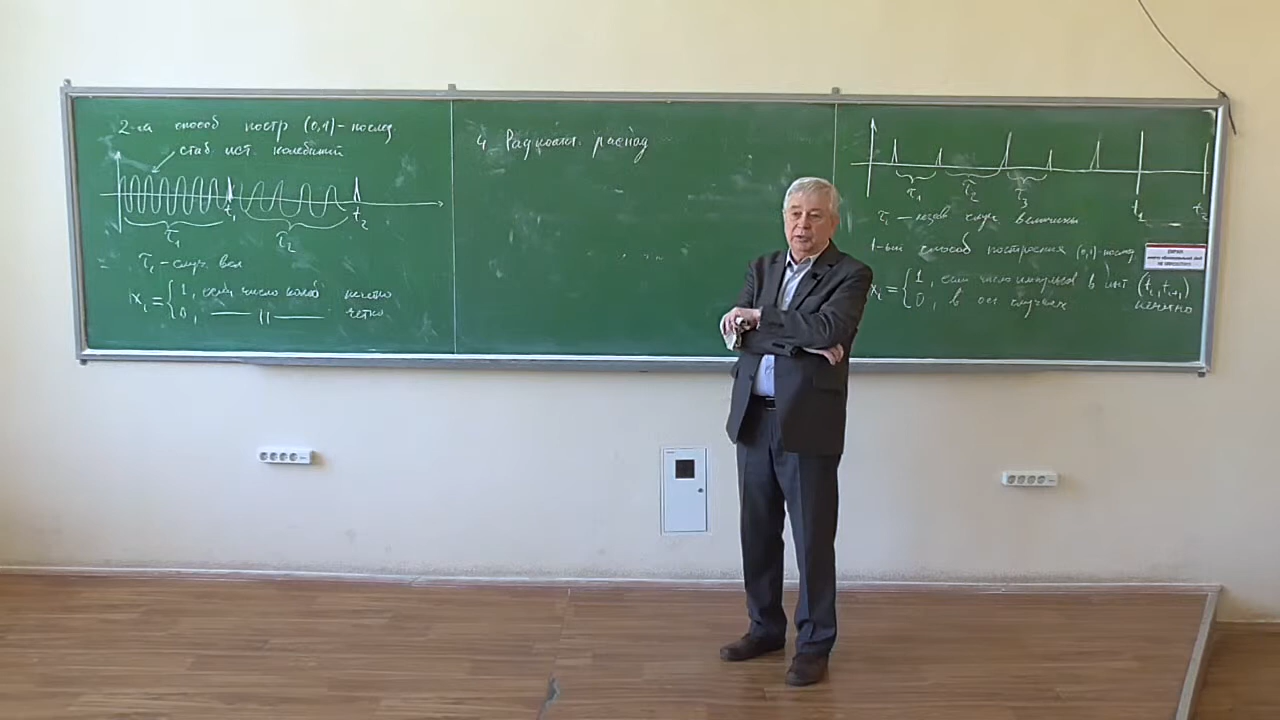 2-га способ постр (0,1)-послед.
стаб. ист. колебаний
t₁ t₂
τ₁ τ₂
τᵢ - случ. вел
xᵢ = { 1, если число колеб нечетно
0, —— || —— четно
4 Радиоакт. распад
τ₁ τ₂ τ₃ t₁ t₂
τᵢ - незав случ величины
1-ый способ построения (0,1)-послед.
xᵢ = { 1, если число импульсов в инт (tᵢ, tᵢ₊₁) нечетно
0, в ост случаях